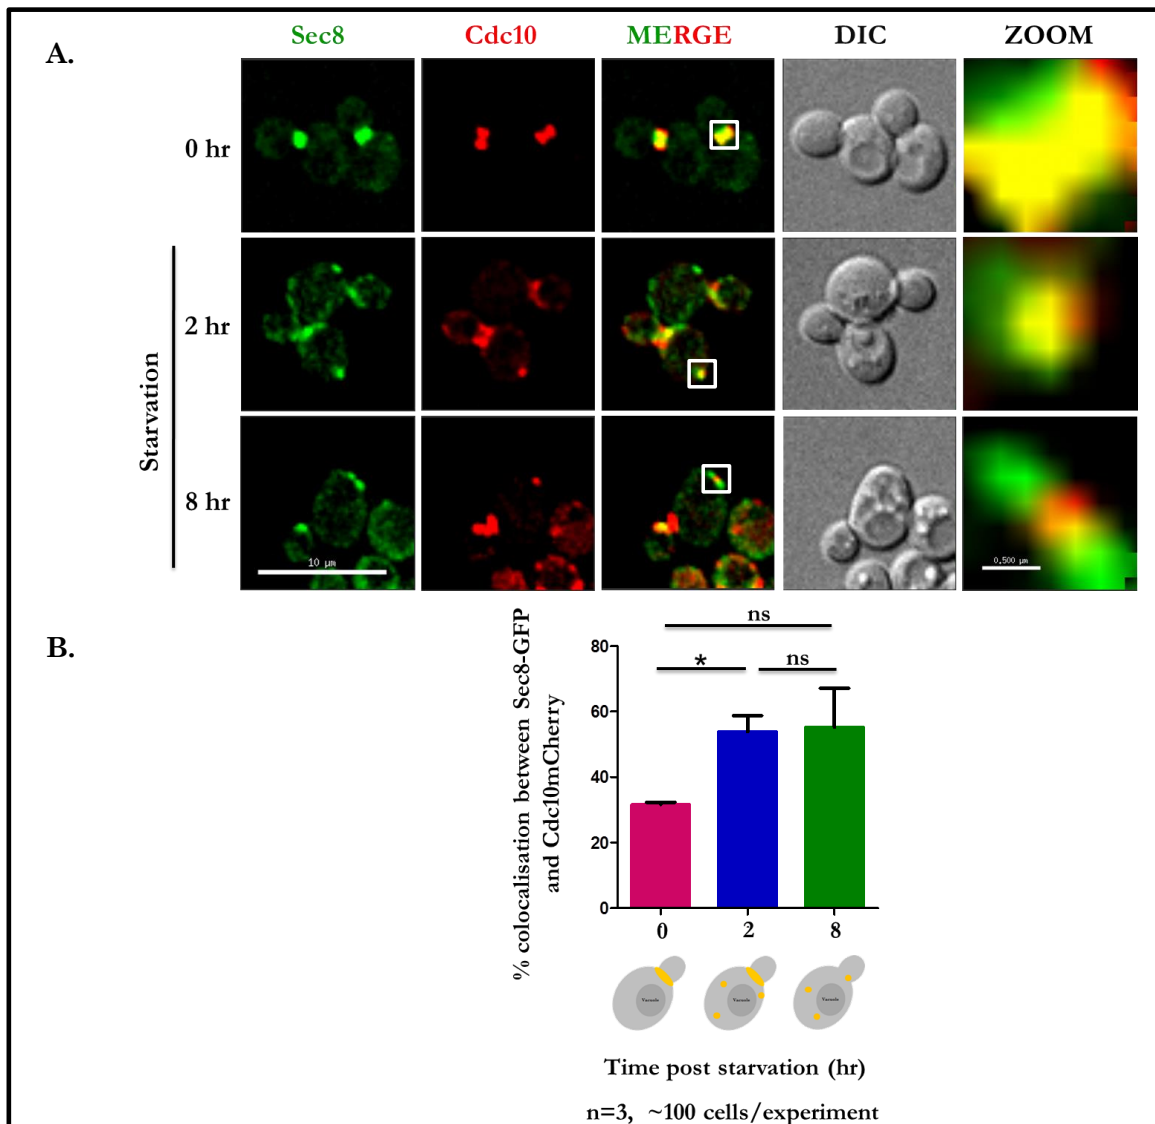 A.
Sec8 Cdc10 MERGE DIC ZOOM
0 hr
2 hr
8 hr
Starvation
10 μm
0.500 μm
B.
% colocalisation between Sec8-GFP
and Cdc10mCherry
ns
* ns
80
60
40
20
0
0 2 8
Vacuole Vacuole Vacuole
Time post starvation (hr)
n=3, ~100 cells/experiment